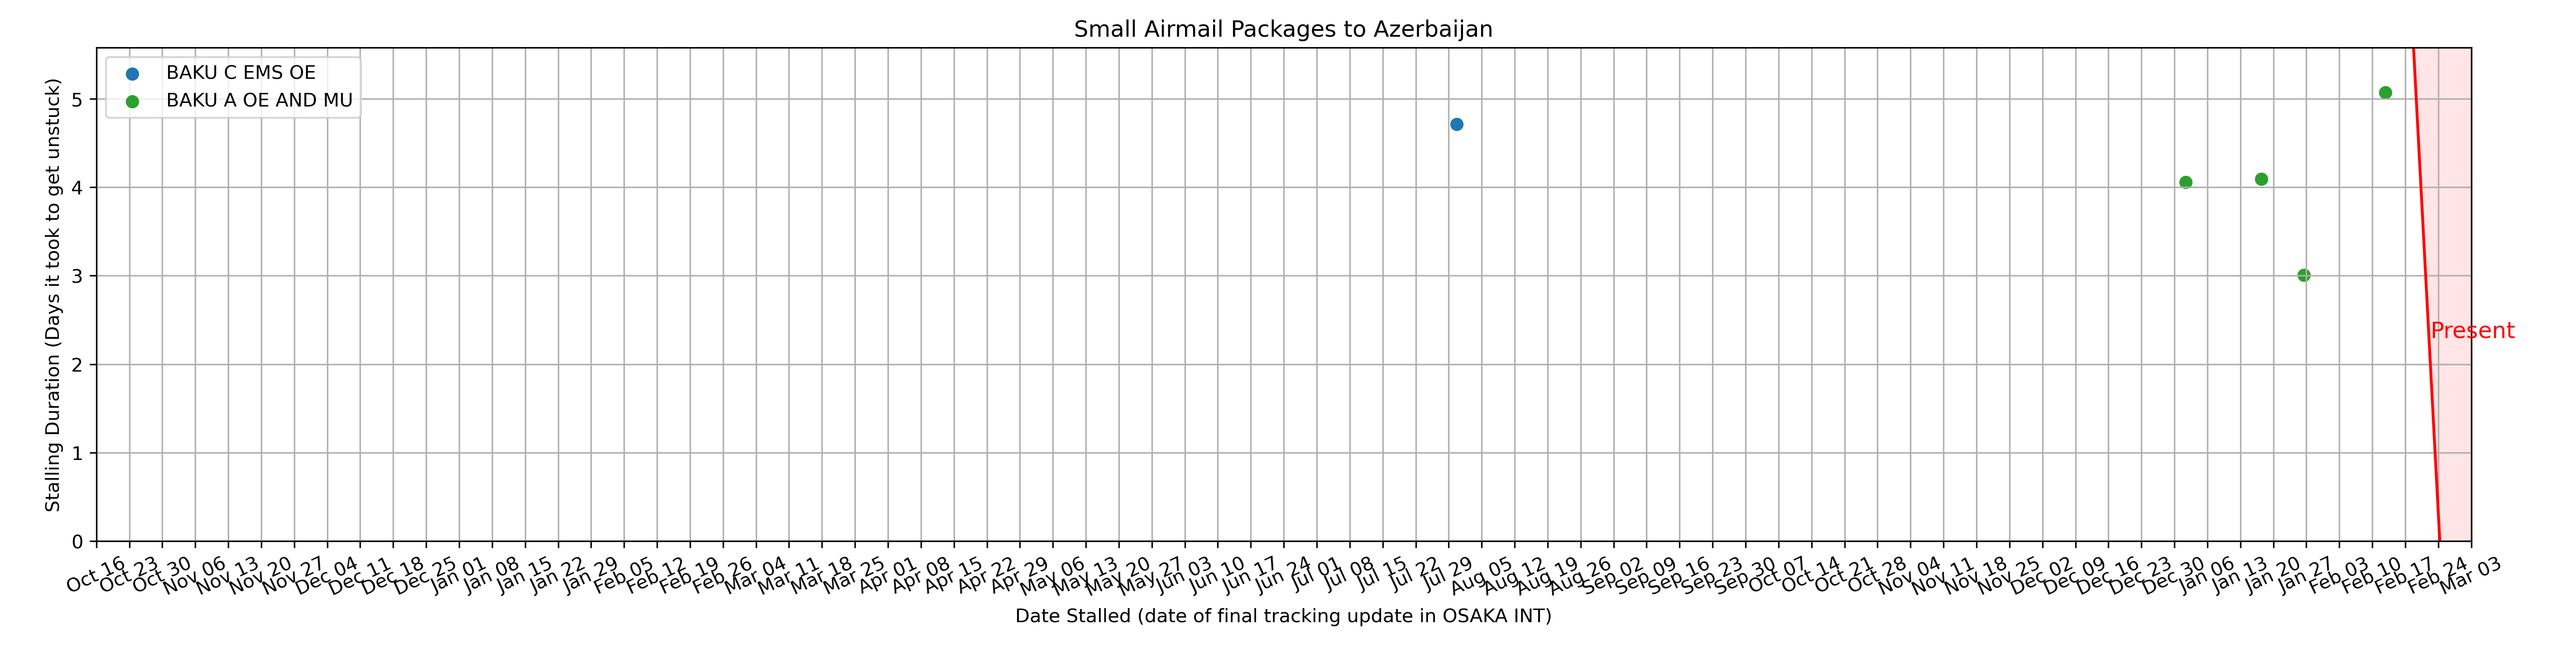 Small Airmail Packages to Azerbaijan
BAKU C EMS OE
BAKU A OE AND MU
Stalling Duration (Days it took to get unstuck)
5
4
3
2
1
0
Present
Oct 16 Oct 23 Oct 30 Nov 06 Nov 13 Nov 20 Nov 27 Dec 04 Dec 11 Dec 18 Dec 25 Jan 01 Jan 08 Jan 15 Jan 22 Jan 29 Feb 05 Feb 12 Feb 19 Feb 26 Mar 04 Mar 11 Mar 18 Mar 25 Apr 01 Apr 08 Apr 15 Apr 22 Apr 29 May 06 May 13 May 20 May 27 Jun 03 Jun 10 Jun 17 Jun 24 Jul 01 Jul 08 Jul 15 Jul 22 Jul 29 Aug 05 Aug 12 Aug 19 Aug 26 Sep 02 Sep 09 Sep 16 Sep 23 Sep 30 Oct 07 Oct 14 Oct 21 Oct 28 Nov 04 Nov 11 Nov 18 Nov 25 Dec 02 Dec 09 Dec 16 Dec 23 Dec 30 Jan 06 Jan 13 Jan 20 Jan 27 Feb 03 Feb 10 Feb 17 Feb 24 Mar 03
Date Stalled (date of final tracking update in OSAKA INT)